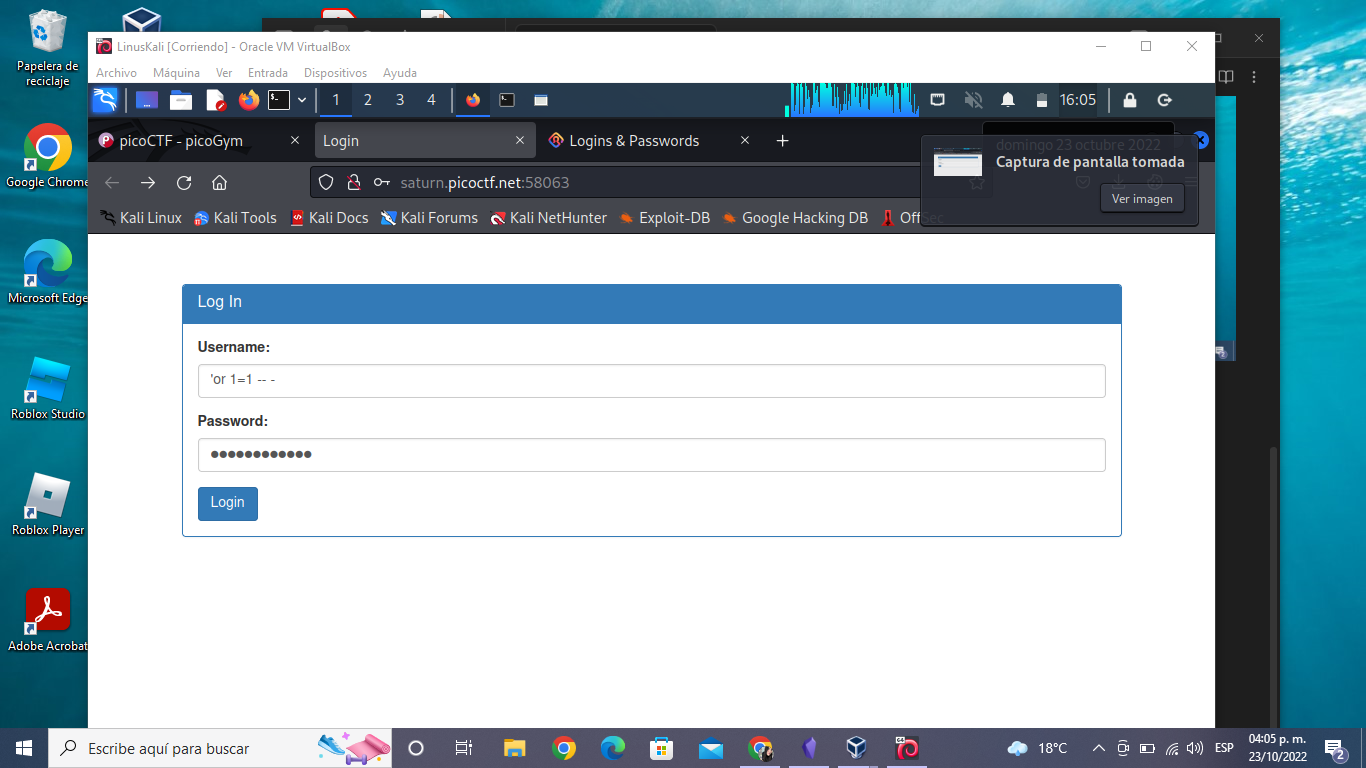 Papelera de
reciclaje
Google Chrome
Microsoft Edge
Roblox Studio
Roblox Player
Adobe Acrobat
LinusKali [Corriendo] - Oracle VM VirtualBox
Archivo Máquina Ver Entrada Dispositivos Ayuda
1 2 3 4 16:05
picoCTF - picoGym Login Logins & Passwords
domingo 23 octubre 2022
Captura de pantalla tomada
Ver imagen
saturn.picoctf.net:58063
Kali Linux Kali Tools Kali Docs Kali Forums Kali NetHunter Exploit-DB Google Hacking DB OffSec
Log In
Username:
'or 1=1 -- -
Password:
●●●●●●●●●●●●
Login
Escribe aquí para buscar
18°C
ESP
04:05 p. m.
23/10/2022
2